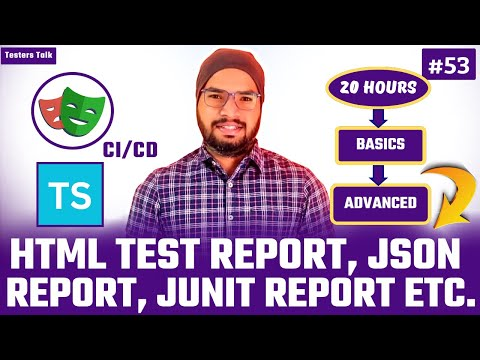 Testers Talk
#53
CI/CD
TS
20 HOURS
BASICS
ADVANCED
HTML TEST REPORT, JSON
REPORT, JUNIT REPORT ETC.